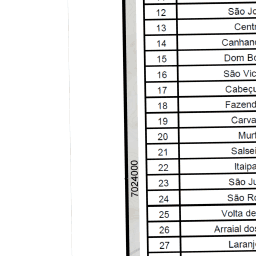 12 São Jo
13 Cent
14 Canhan
15 Dom Bo
16 São Vic
17 Cabeçu
18 Fazend
19 Carva
20 Murt
21 Salsei
22 Itaipa
23 São Ju
24 São Ro
25 Volta de
26 Arraial dos
27 Laranj
7024000